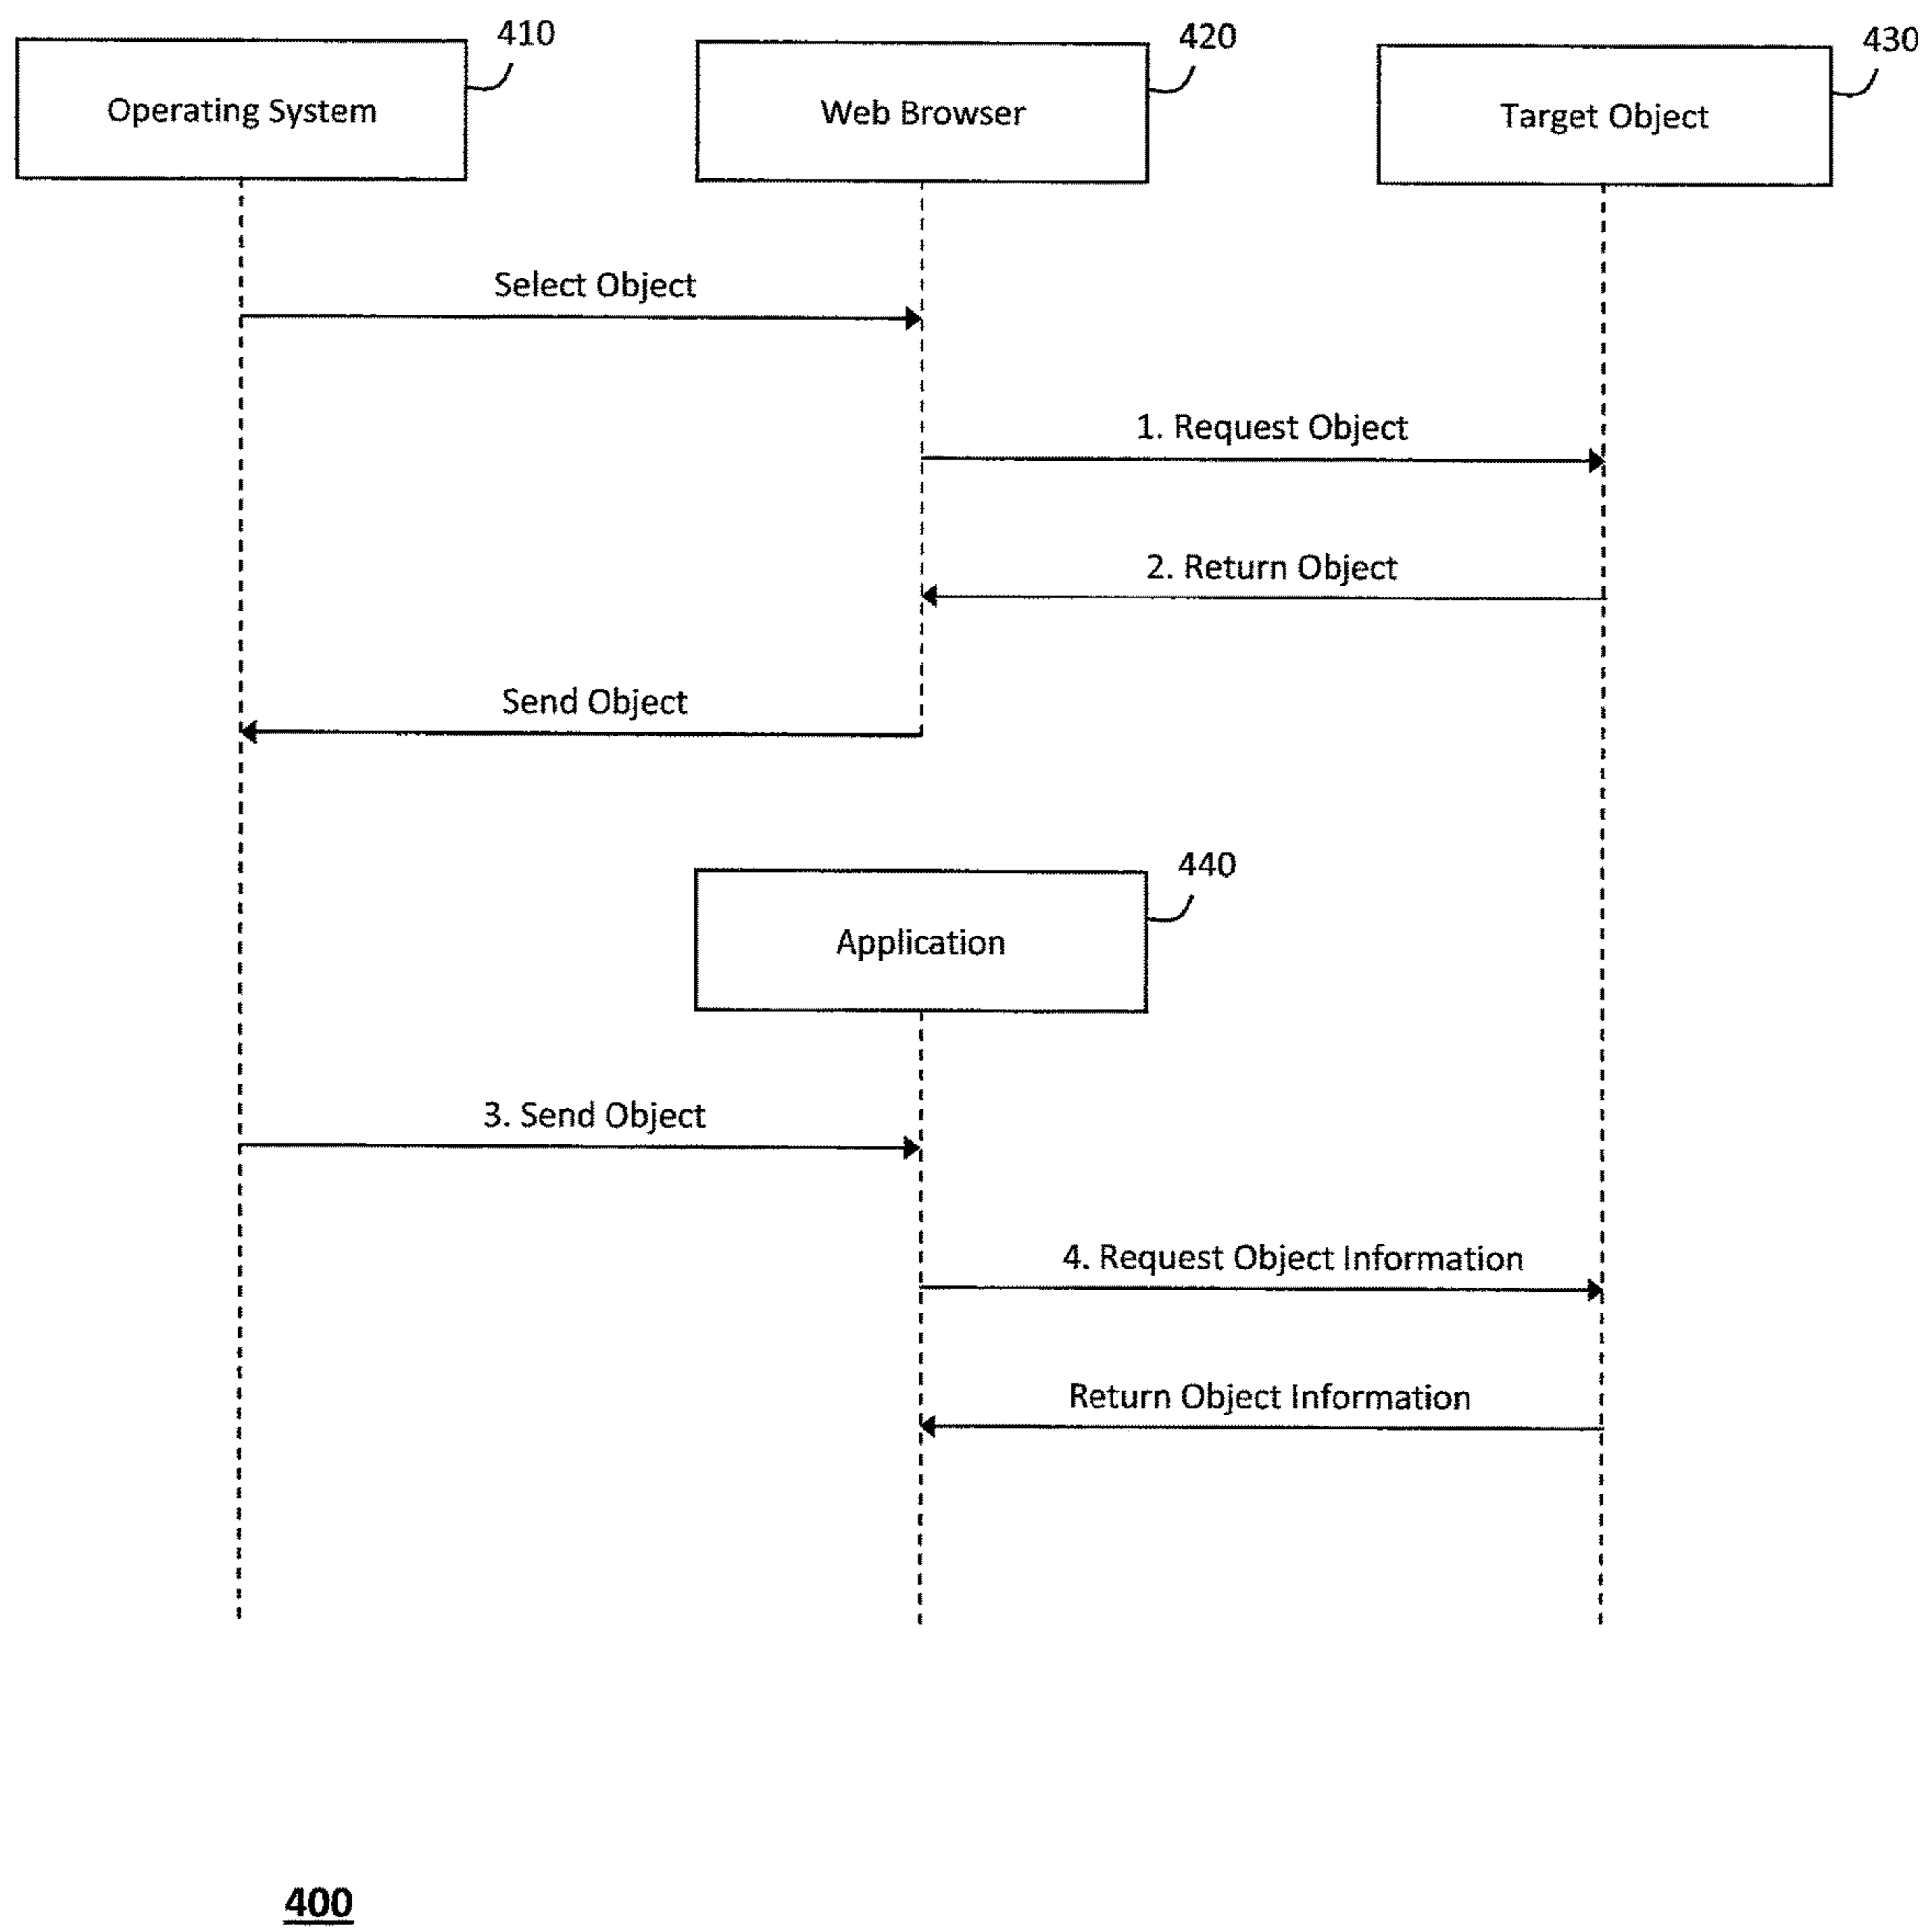 410
420
430
Operating System
Web Browser
Target Object
Select Object
1. Request Object
2. Return Object
Send Object
440
Application
3. Send Object
4. Request Object Information
Return Object Information
400